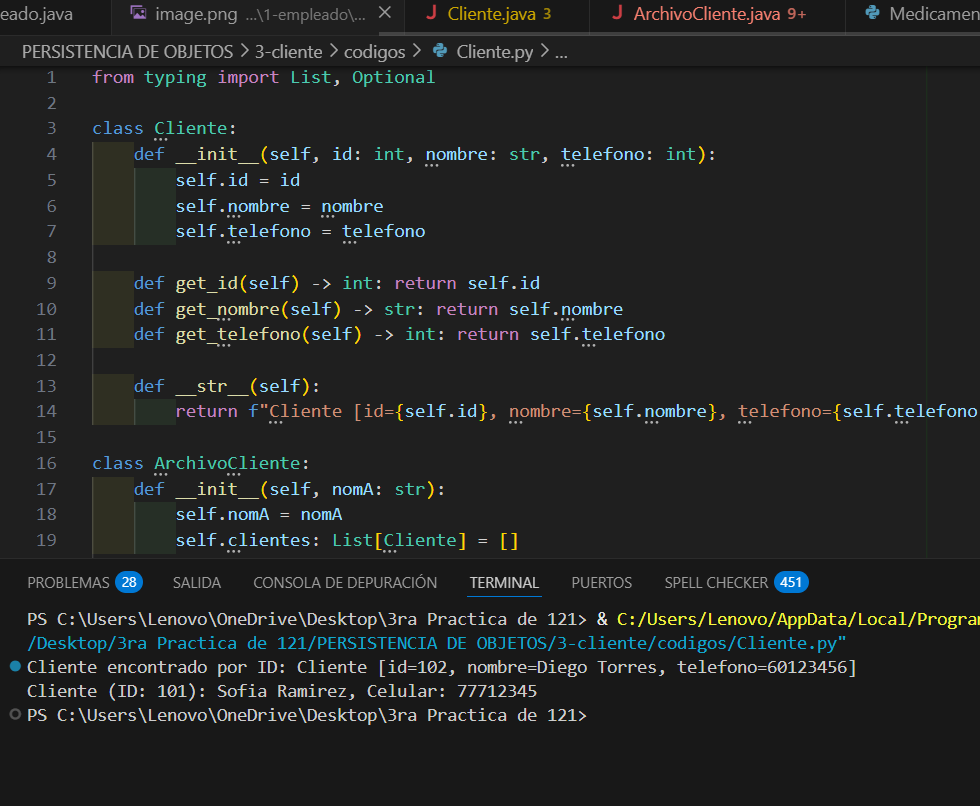 eado.java image.png ...\1-empleado\... Cliente.java 3 ArchivoCliente.java 9+ Medicamen
PERSISTENCIA DE OBJETOS > 3-cliente > codigos > Cliente.py > ...
1 from typing import List, Optional
2
3 class Cliente:
4 def __init__(self, id: int, nombre: str, telefono: int):
5 self.id = id
6 self.nombre = nombre
7 self.telefono = telefono
8
9 def get_id(self) -> int: return self.id
10 def get_nombre(self) -> str: return self.nombre
11 def get_telefono(self) -> int: return self.telefono
12
13 def __str__(self):
14 return f"Cliente [id={self.id}, nombre={self.nombre}, telefono={self.telefono
15
16 class ArchivoCliente:
17 def __init__(self, nomA: str):
18 self.nomA = nomA
19 self.clientes: List[Cliente] = []
PROBLEMAS 28 SALIDA CONSOLA DE DEPURACIÓN TERMINAL PUERTOS SPELL CHECKER 451
PS C:\Users\Lenovo\OneDrive\Desktop\3ra Practica de 121> & C:/Users/Lenovo/AppData/Local/Progra
/Desktop/3ra Practica de 121/PERSISTENCIA DE OBJETOS/3-cliente/codigos/Cliente.py"
Cliente encontrado por ID: Cliente [id=102, nombre=Diego Torres, telefono=60123456]
Cliente (ID: 101): Sofia Ramirez, Celular: 77712345
PS C:\Users\Lenovo\OneDrive\Desktop\3ra Practica de 121>